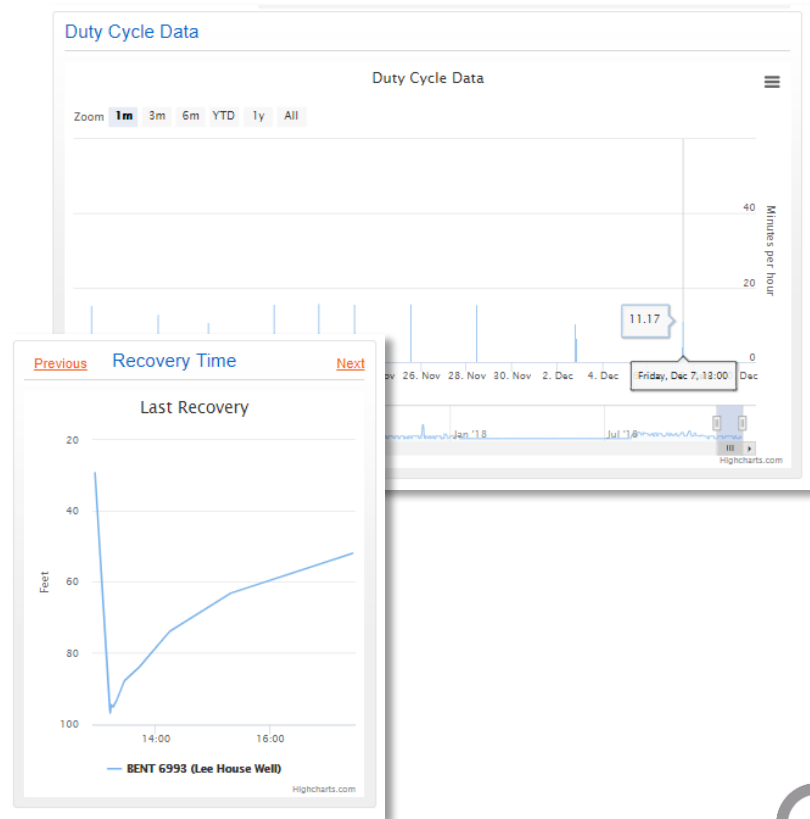 Duty Cycle Data
Duty Cycle Data
Zoom 1m 3m 6m YTD 1y All
40
Minutes per hour
20
11.17
0
26. Nov 28. Nov 30. Nov 2. Dec 4. Dec Friday, Dec 7, 13:00 Dec
Jan '18 Jul '18
Highcharts.com
Previous Recovery Time Next
Last Recovery
20
40
Feet
60
80
100
14:00 16:00
BENT 6993 (Lee House Well)
Highcharts.com